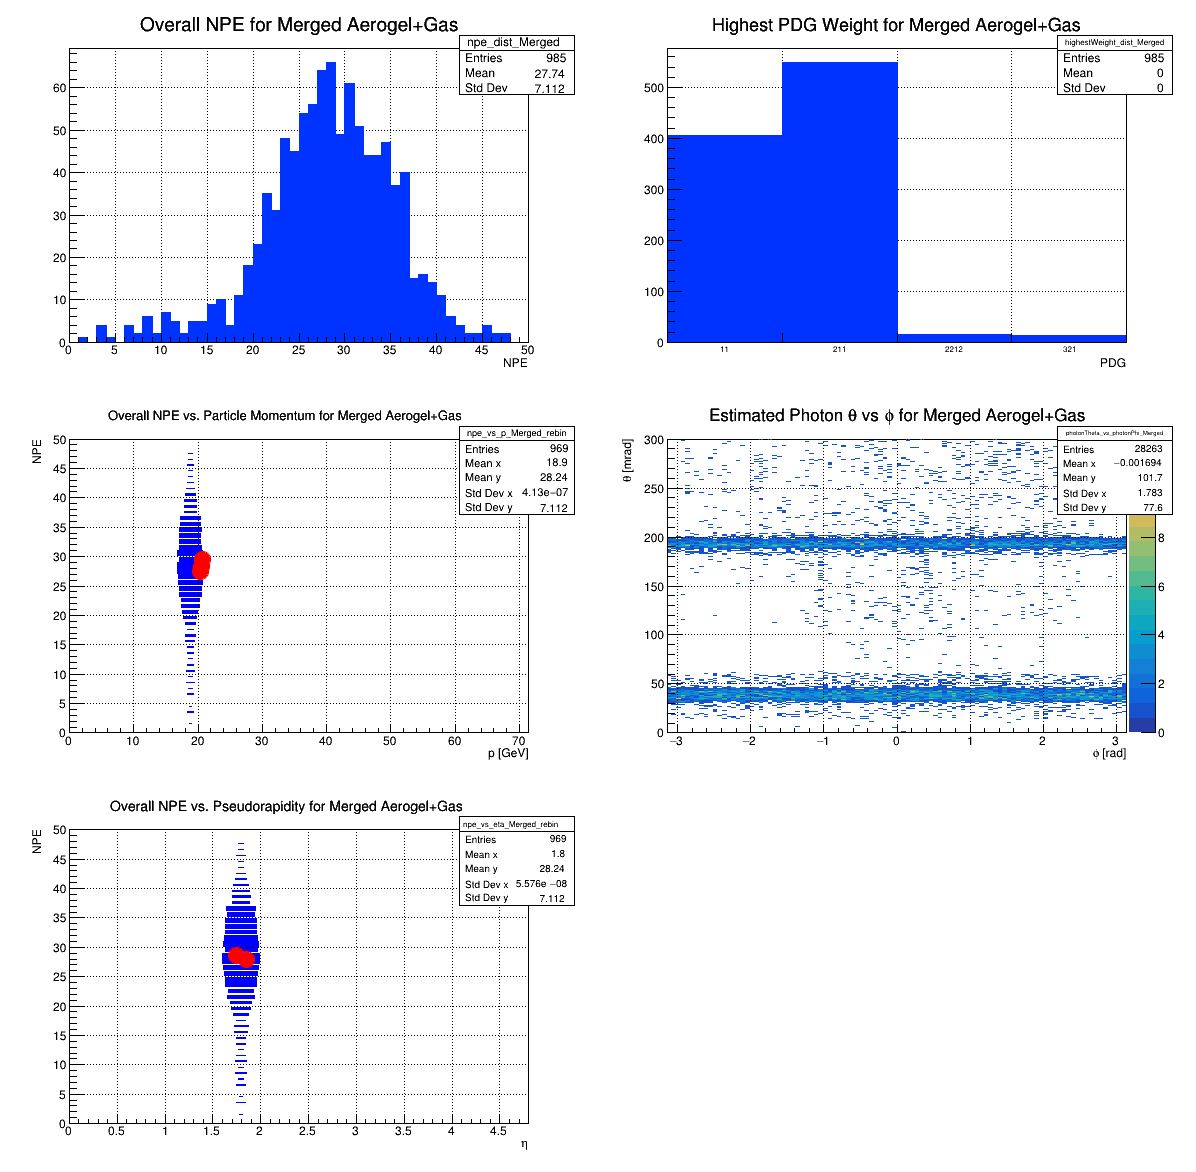 Overall NPE for Merged Aerogel+Gas
npe_dist_Merged
Entries 985
Mean 27.74
Std Dev 7.112
60
50
40
30
20
10
0
0 5 10 15 20 25 30 35 40 45 50
NPE
Highest PDG Weight for Merged Aerogel+Gas
highestWeight_dist_Merged
Entries 985
Mean 0
Std Dev 0
500
400
300
200
100
0
11 211 2212 321
PDG
Overall NPE vs. Particle Momentum for Merged Aerogel+Gas
npe_vs_p_Merged_rebin
Entries 969
Mean x 18.9
Mean y 28.24
Std Dev x 4.13e-07
Std Dev y 7.112
NPE
50
45
40
35
30
25
20
15
10
5
0
0 10 20 30 40 50 60 70
p [GeV]
Estimated Photon θ vs ϕ for Merged Aerogel+Gas
photonTheta_vs_photonPhi_Merged
Entries 28263
Mean x −0.001694
Mean y 101.7
Std Dev x 1.783
Std Dev y 77.6
θ [mrad]
300
250
200
150
100
50
0
−3 −2 −1 0 1 2 3
ϕ [rad]
8
6
4
2
0
Overall NPE vs. Pseudorapidity for Merged Aerogel+Gas
npe_vs_eta_Merged_rebin
Entries 969
Mean x 1.8
Mean y 28.24
Std Dev x 5.576e −08
Std Dev y 7.112
NPE
50
45
40
35
30
25
20
15
10
5
0
0 0.5 1 1.5 2 2.5 3 3.5 4 4.5
η